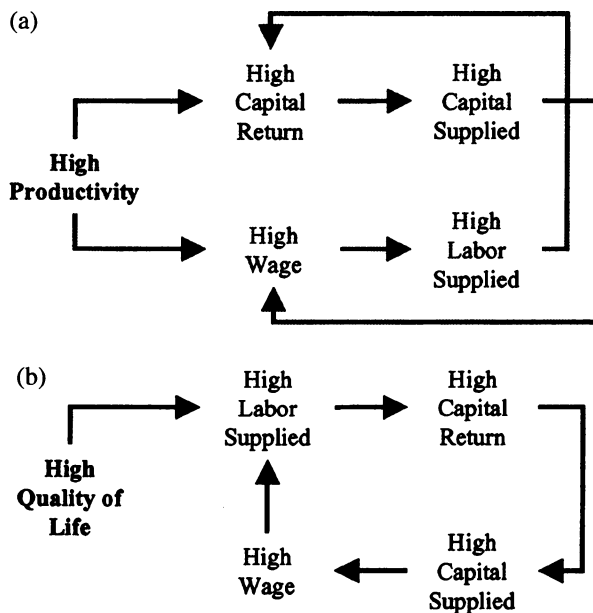 (a)
High
Capital
Return
High
Capital
Supplied
High
Productivity
High
Wage
High
Labor
Supplied
(b)
High
Labor
Supplied
High
Capital
Return
High
Quality of
Life
High
Wage
High
Capital
Supplied